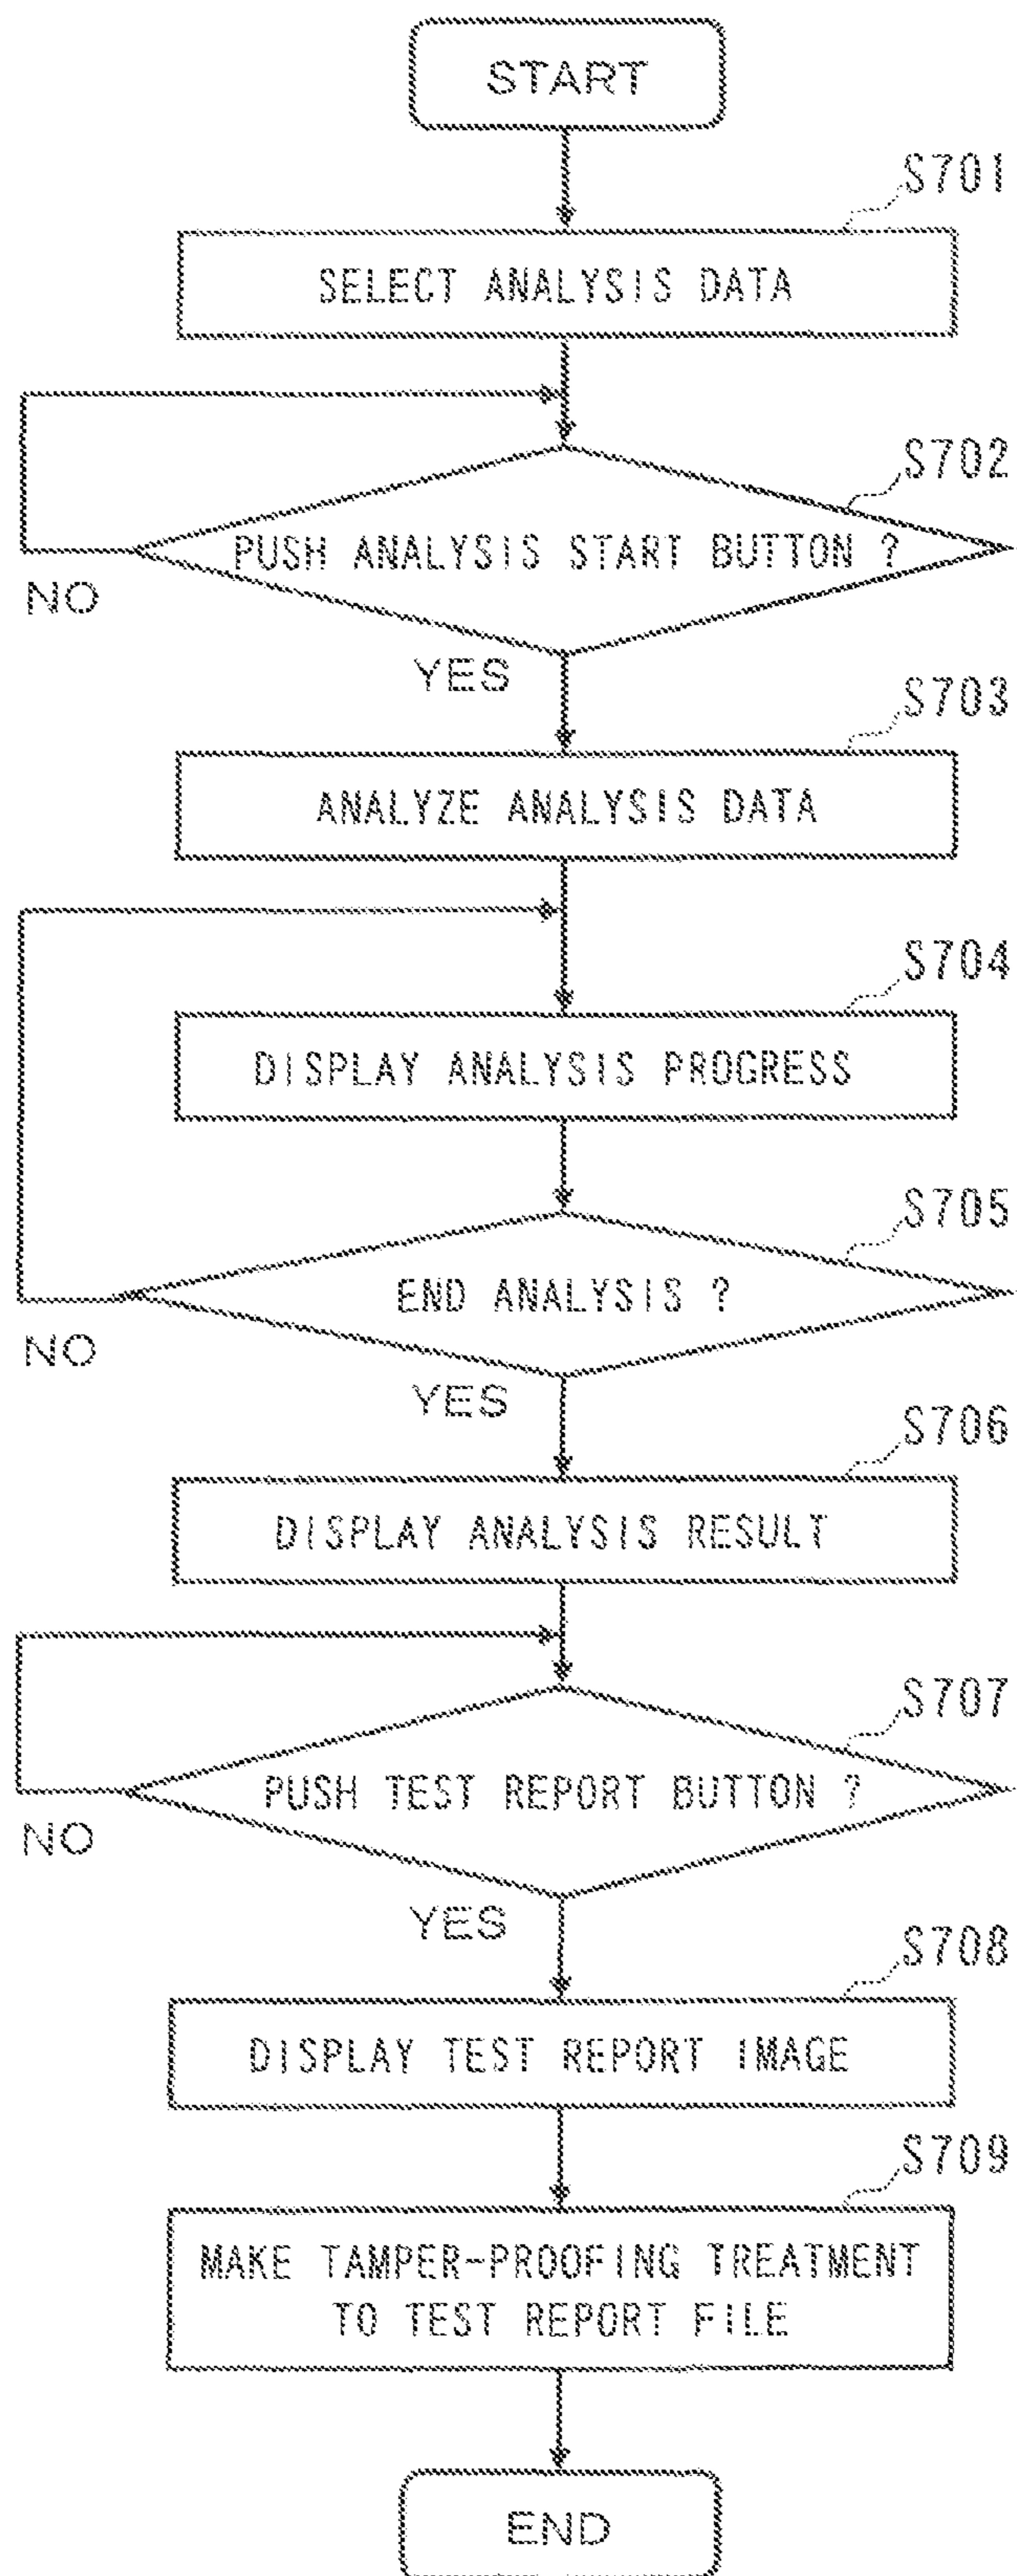 START
S701
SELECT ANALYSIS DATA
S702
PUSH ANALYSIS START BUTTON ?
NO
YES
S703
ANALYZE ANALYSIS DATA
S704
DISPLAY ANALYSIS PROGRESS
S705
END ANALYSIS ?
NO
YES
S706
DISPLAY ANALYSIS RESULT
S707
PUSH TEST REPORT BUTTON ?
NO
YES
S708
DISPLAY TEST REPORT IMAGE
S709
MAKE TAMPER-PROOFING TREATMENT
TO TEST REPORT FILE
END